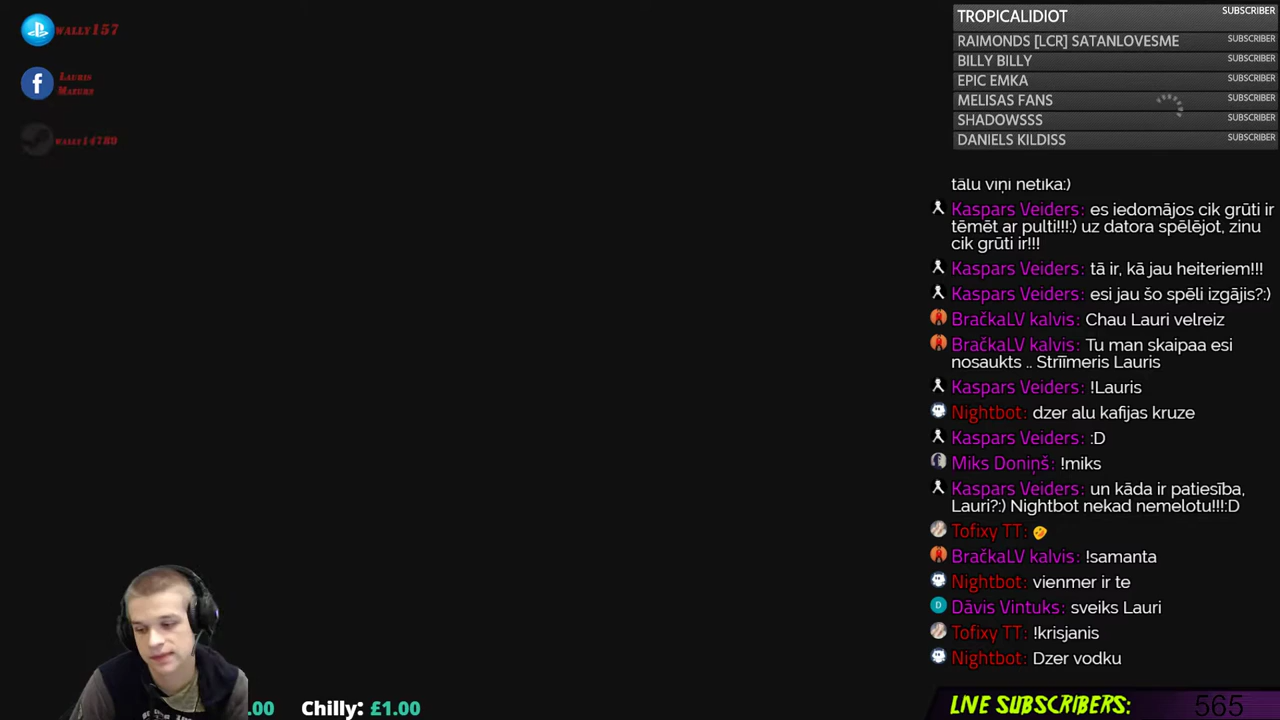 WALLY157
LAURIS
MAZURS
WALLY14789
TROPICALIDIOT SUBSCRIBER
RAIMONDS [LCR] SATANLOVESME SUBSCRIBER
BILLY BILLY SUBSCRIBER
EPIC EMKA SUBSCRIBER
MELISAS FANS SUBSCRIBER
SHADOWSSS SUBSCRIBER
DANIELS KILDISS SUBSCRIBER
tālu viņi netika:)
Kaspars Veiders: es iedomājos cik grūti ir
tēmēt ar pulti!!!:) uz datora spēlējot, zinu
cik grūti ir!!!
Kaspars Veiders: tā ir, kā jau heiteriem!!!
Kaspars Veiders: esi jau šo spēli izgājis?:)
BračkaLV kalvis: Chau Lauri velreiz
BračkaLV kalvis: Tu man skaipaa esi
nosaukts .. Strīīmeris Lauris
Kaspars Veiders: !Lauris
Nightbot: dzer alu kafijas kruze
Kaspars Veiders: :D
Miks Doniņš: !miks
Kaspars Veiders: un kāda ir patiesība,
Lauri?:) Nightbot nekad nemelotu!!!:D
Tofixy TT:
BračkaLV kalvis: !samanta
Nightbot: vienmer ir te
Dāvis Vintuks: sveiks Lauri
Tofixy TT: !krisjanis
Nightbot: Dzer vodku
.00 Chilly: £1.00
LIVE SUBSCRIBERS: 565